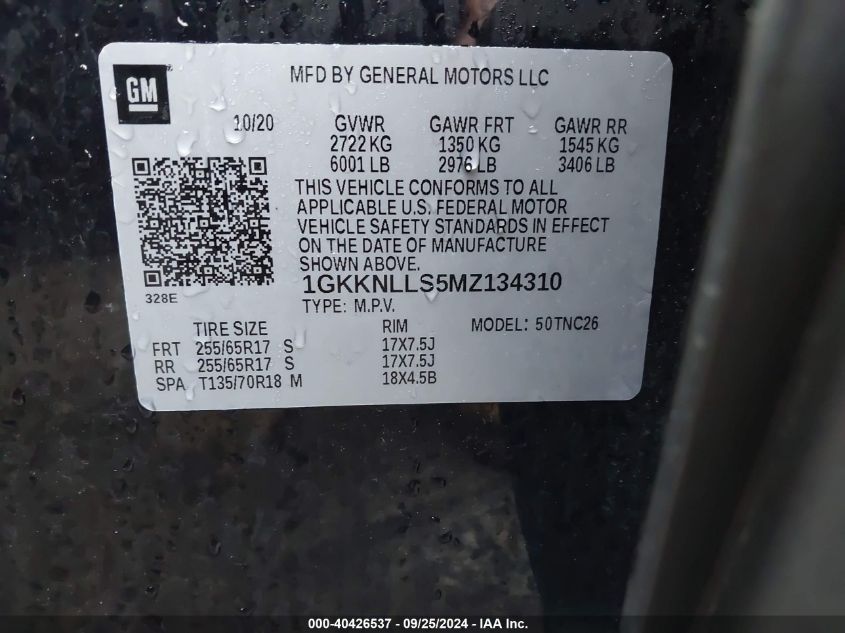 GM
MFD BY GENERAL MOTORS LLC
10/20 GVWR GAWR FRT GAWR RR
2722 KG 1350 KG 1545 KG
6001 LB 2976 LB 3406 LB
THIS VEHICLE CONFORMS TO ALL
APPLICABLE U.S. FEDERAL MOTOR
VEHICLE SAFETY STANDARDS IN EFFECT
ON THE DATE OF MANUFACTURE
SHOWN ABOVE.
328E
1GKKNLLS5MZ134310
TYPE: M.P.V.
TIRE SIZE RIM MODEL: 50TNC26
FRT 255/65R17 S 17X7.5J
RR 255/65R17 S 17X7.5J
SPA T135/70R18 M 18X4.5B
000-40426537 - 09/25/2024 - IAA Inc.